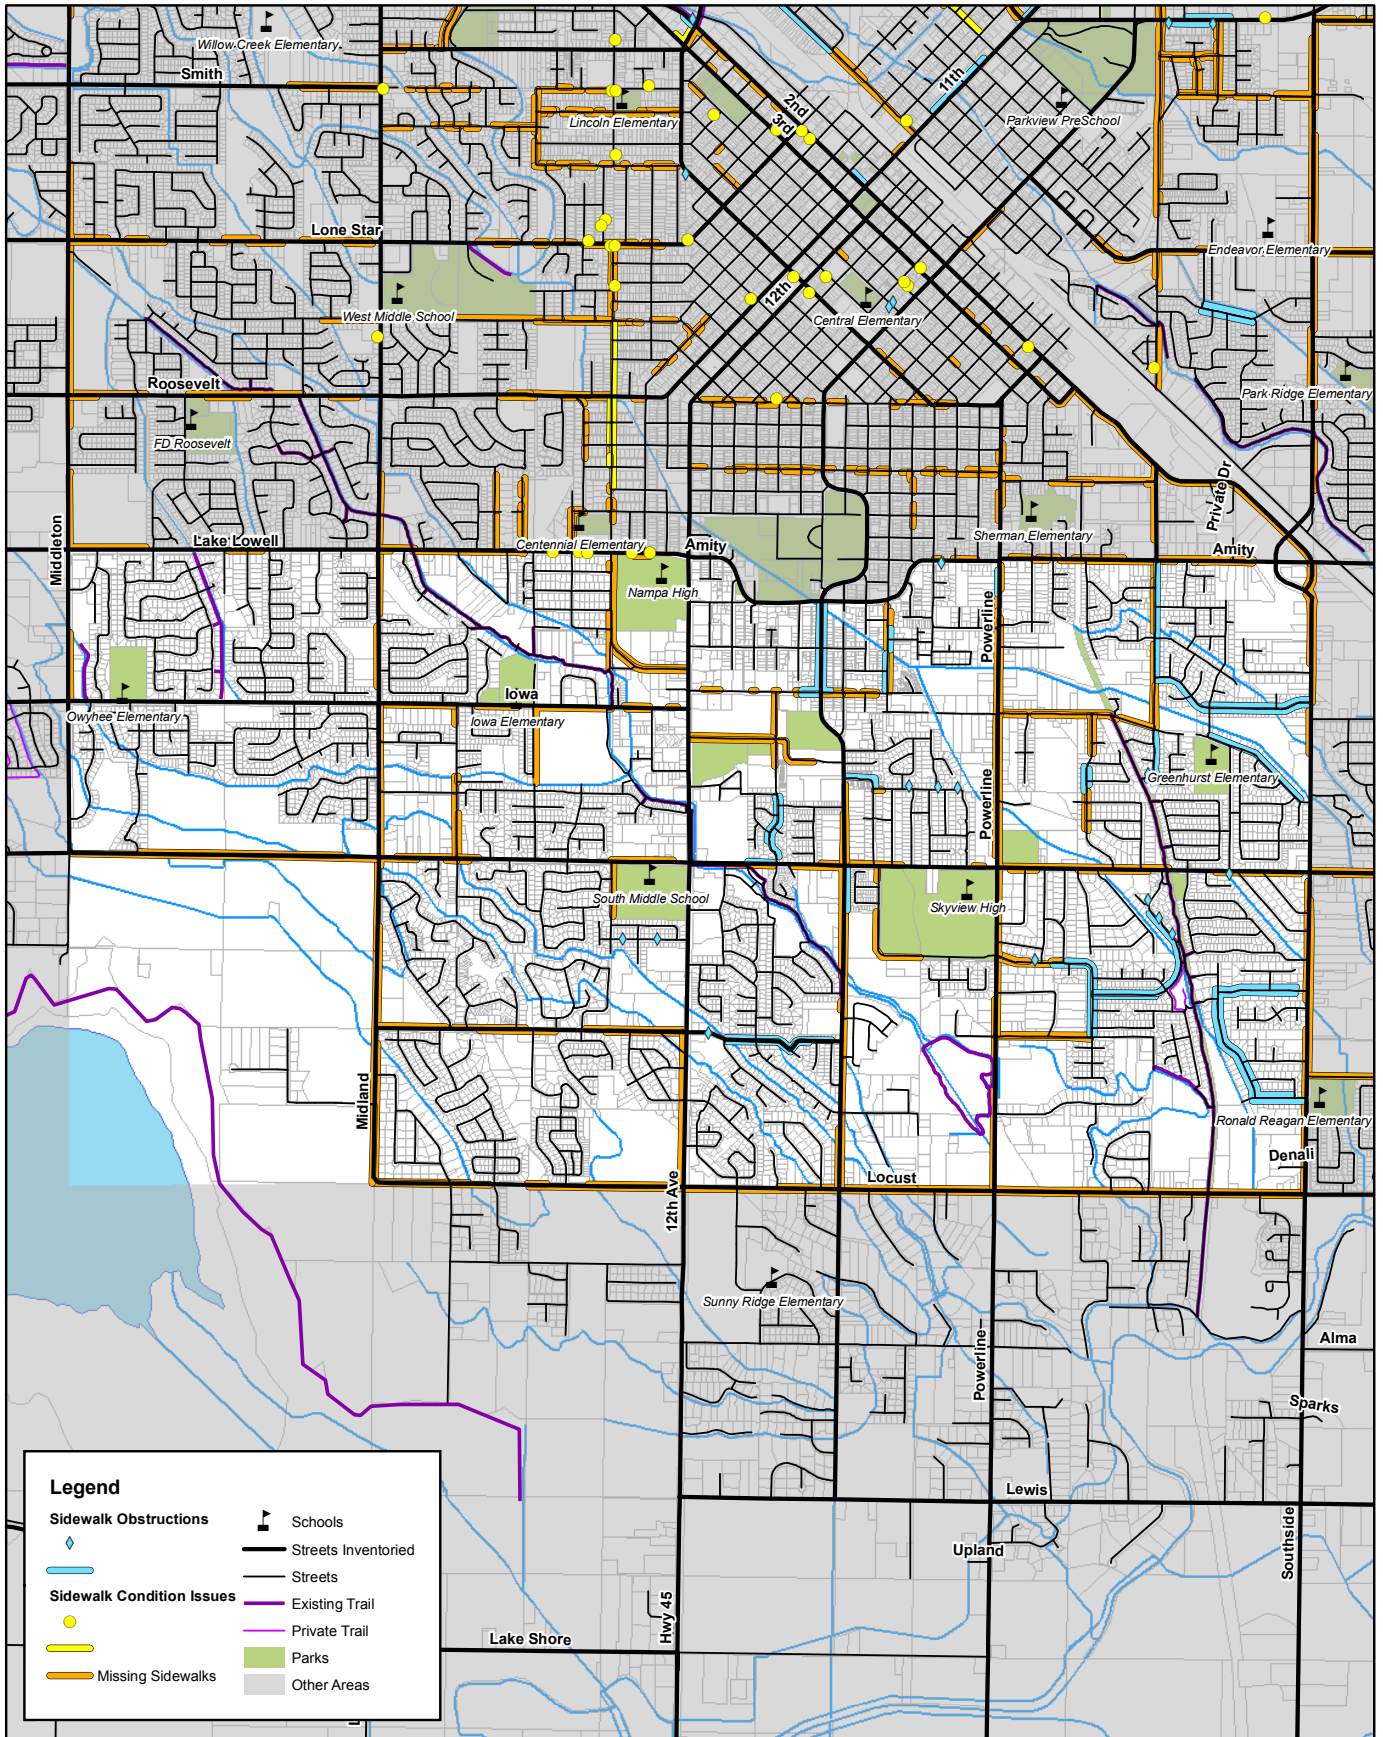 Willow Creek Elementary
Smith
Lincoln Elementary
2nd
3rd
11th
Parkview PreSchool
Lone Star
Endeavor Elementary
West Middle School
12th
Central Elementary
Roosevelt
Park Ridge Elementary
FD Roosevelt
Middleton
Lake Lowell
Centennial Elementary
Amity
Sherman Elementary
Private Dr
Amity
Nampa High
Powerline
Owyhee Elementary
Iowa
Iowa Elementary
Greenhurst Elementary
Powerline
South Middle School
Skyview High
Midland
Ronald Reagan Elementary
Denali
12th Ave
Locust
Sunny Ridge Elementary
Powerline
Alma
Sparks
Lewis
Upland
Southside
Hwy 45
Lake Shore
Legend
Sidewalk Obstructions
Sidewalk Condition Issues
Missing Sidewalks
Schools
Streets Inventoried
Streets
Existing Trail
Private Trail
Parks
Other Areas